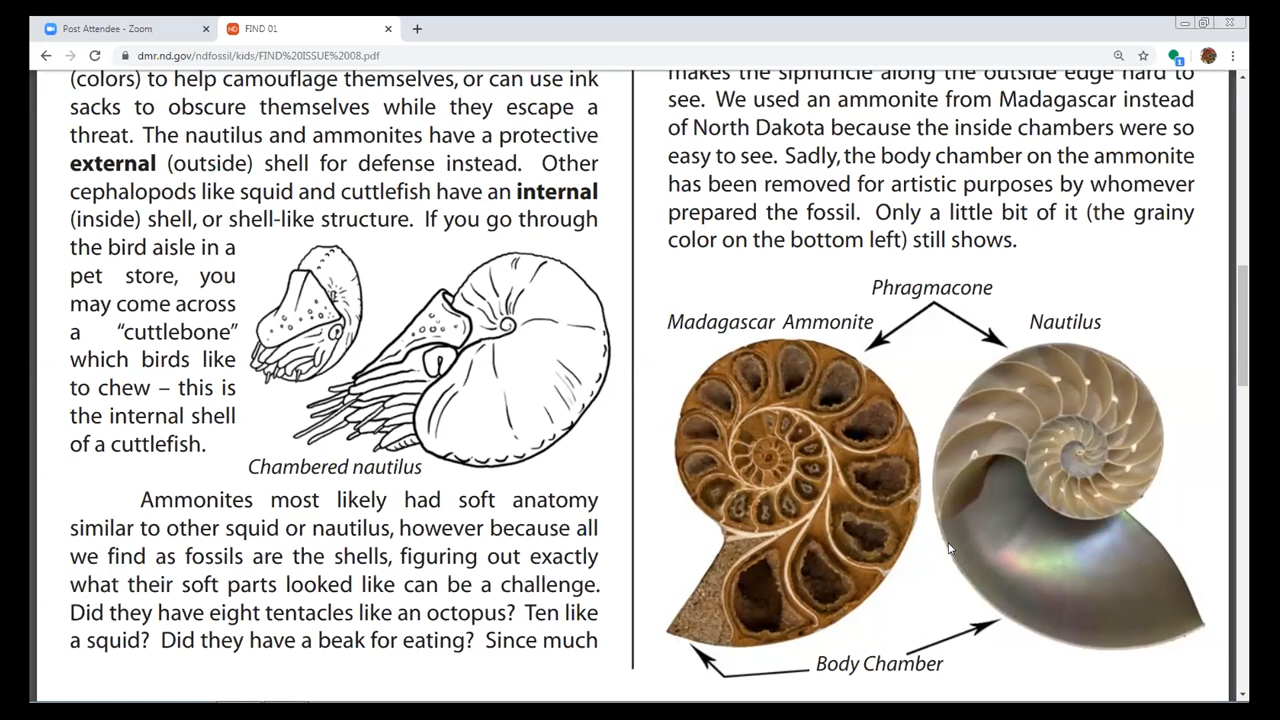 Post Attendee - Zoom
FIND 01
dmr.nd.gov/ndfossil/kids/FIND%20ISSUE%2008.pdf
(colors) to help camouflage themselves, or can use ink
sacks to obscure themselves while they escape a
threat. The nautilus and ammonites have a protective
external (outside) shell for defense instead. Other
cephalopods like squid and cuttlefish have an internal
(inside) shell, or shell-like structure. If you go through
the bird aisle in a
pet store, you
may come across
a "cuttlebone"
which birds like
to chew – this is
the internal shell
of a cuttlefish.
Chambered nautilus
Ammonites most likely had soft anatomy
similar to other squid or nautilus, however because all
we find as fossils are the shells, figuring out exactly
what their soft parts looked like can be a challenge.
Did they have eight tentacles like an octopus? Ten like
a squid? Did they have a beak for eating? Since much
makes the siphuncle along the outside edge hard to
see. We used an ammonite from Madagascar instead
of North Dakota because the inside chambers were so
easy to see. Sadly, the body chamber on the ammonite
has been removed for artistic purposes by whomever
prepared the fossil. Only a little bit of it (the grainy
color on the bottom left) still shows.
Phragmacone
Madagascar Ammonite
Nautilus
Body Chamber